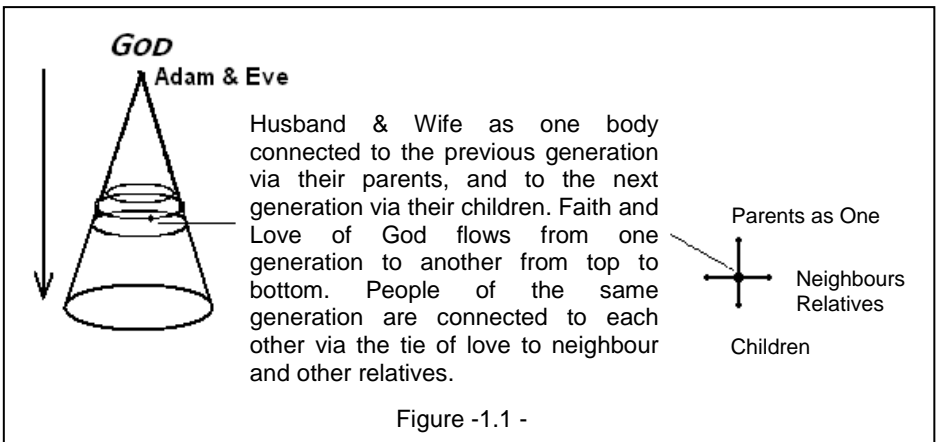 GOD
Adam & Eve
Husband & Wife as one body
connected to the previous generation
via their parents, and to the next
generation via their children. Faith and
Love of God flows from one
generation to another from top to
bottom. People of the same
generation are connected to each
other via the tie of love to neighbour
and other relatives.
Parents as One
Neighbours
Relatives
Children
Figure -1.1 -